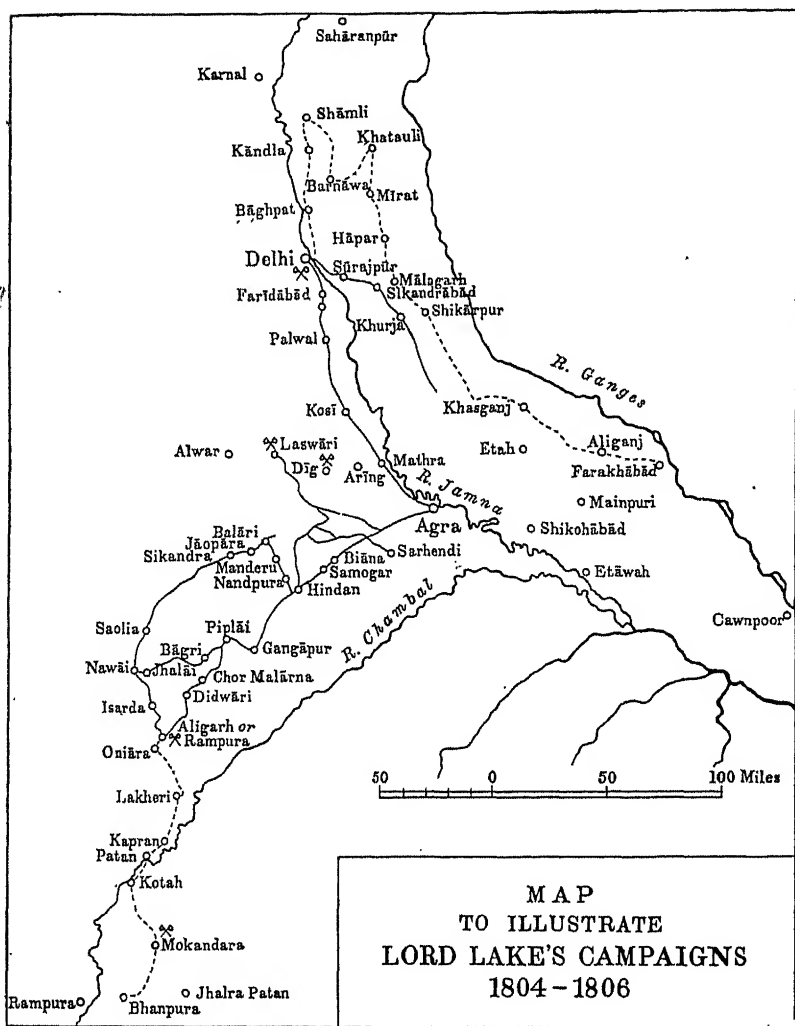 Sahāranpūr
Karnal
Shāmli
Khatauli
Kāndla
Barnāwa
Mīrat
Bāghpat
Hāpar
Delhi
Sūrajpūr
Mālagarh
Sikandrābād
Farīdābād
Shikārpur
Khurja
Palwal
R. Ganges
Kosī
Khasganj
Alwar
Laswāri
Etah
Aliganj
Dīg
Arīng
Mathra
Farakhābād
R. Jamna
Mainpuri
Agra
Shikohābād
Balāri
Jāopāra
Sikandra
Manderu
Nandpura
Biāna
Sarhendi
Samogar
Hindan
Etāwah
R. Chambal
Cawnpoor
Saolia
Piplāi
Bāgri
Gangāpur
Nawāi
Jhalāi
Chor Malārna
Didwāri
Isarda
Aligarh or
Rampura
Oniāra
50 0 50 100 Miles
Lakheri
Kapran
Patan
Kotah
Mokandara
Jhalra Patan
Rampura
Bhanpura
MAP
TO ILLUSTRATE
LORD LAKE'S CAMPAIGNS
1804-1806